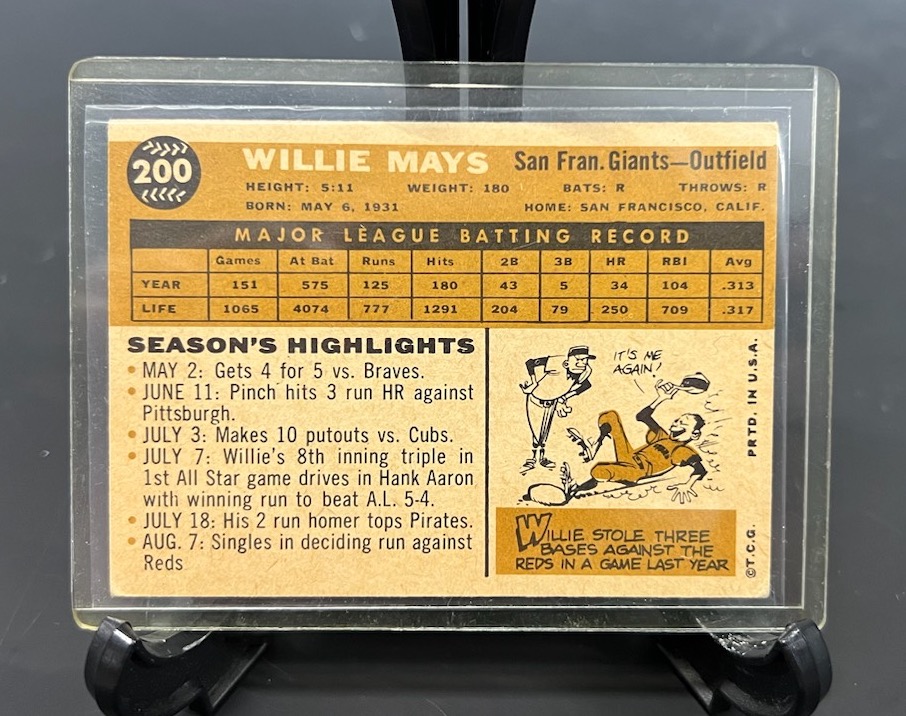 200
WILLIE MAYS San Fran. Giants—Outfield
HEIGHT: 5:11 WEIGHT: 180 BATS: R THROWS: R
BORN: MAY 6, 1931 HOME: SAN FRANCISCO, CALIF.
MAJOR LEAGUE BATTING RECORD
Games At Bat Runs Hits 2B 3B HR RBI Avg
YEAR 151 575 125 180 43 5 34 104 .313
LIFE 1065 4074 777 1291 204 79 250 709 .317
SEASON'S HIGHLIGHTS
• MAY 2: Gets 4 for 5 vs. Braves.
• JUNE 11: Pinch hits 3 run HR against
Pittsburgh.
• JULY 3: Makes 10 putouts vs. Cubs.
• JULY 7: Willie's 8th inning triple in
1st All Star game drives in Hank Aaron
with winning run to beat A.L. 5-4.
• JULY 18: His 2 run homer tops Pirates.
• AUG. 7: Singles in deciding run against
Reds
IT'S ME
AGAIN!
WILLIE STOLE THREE
BASES AGAINST THE
REDS IN A GAME LAST YEAR
©T.C.G. PRTD. IN U.S.A.